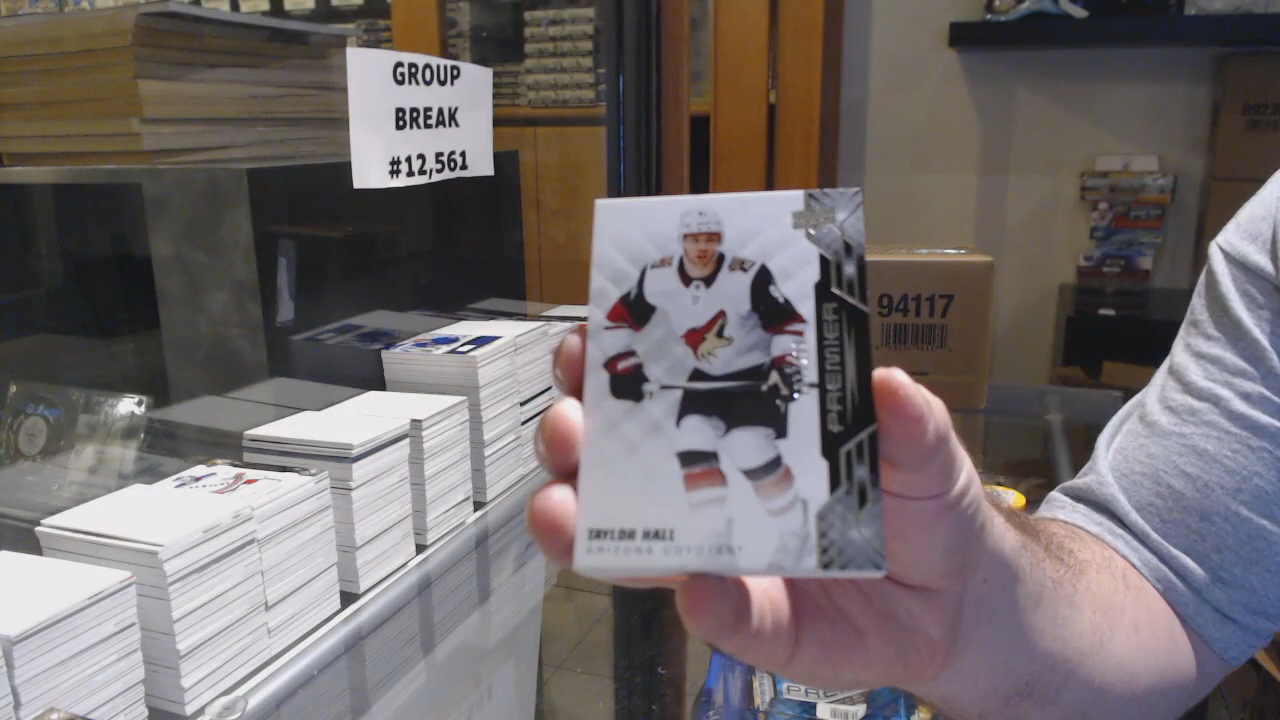 GROUP
BREAK
#12,561
94117
PREMIER
TAYLOR HALL
ARIZONA COYOTES